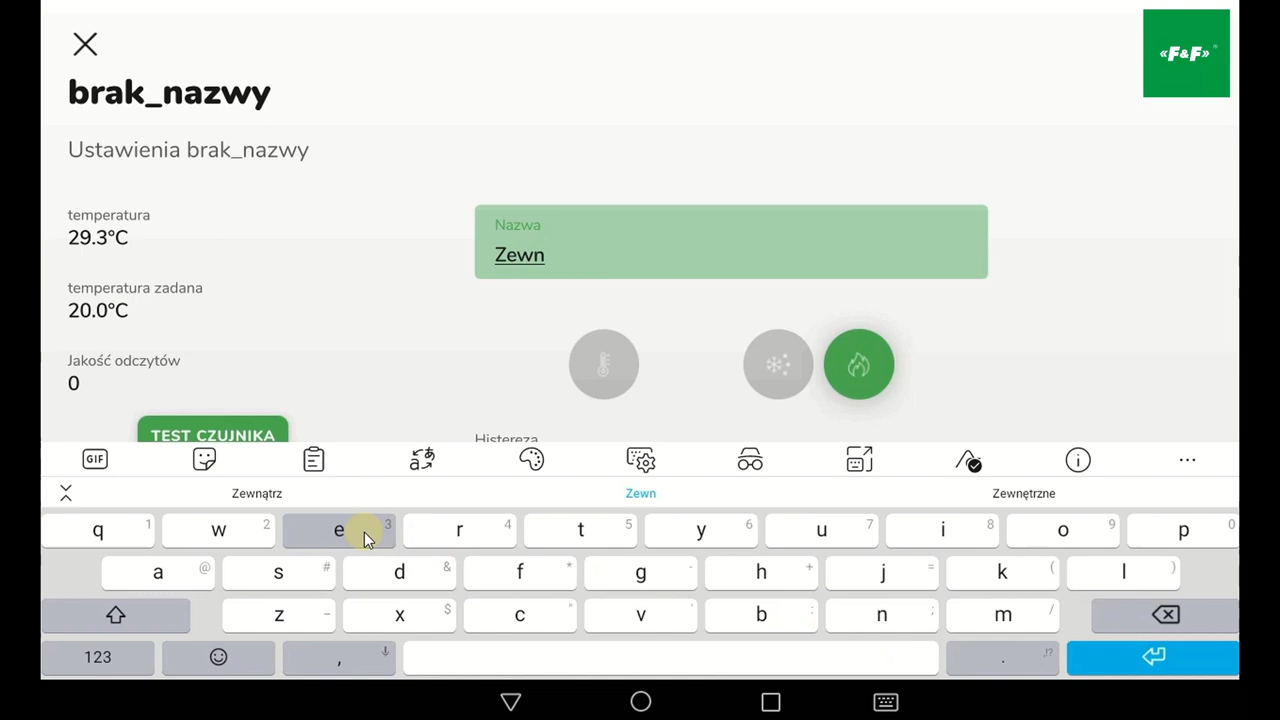 «F&F»®
brak_nazwy
Ustawienia brak_nazwy
temperatura
29.3°C
temperatura zadana
20.0°C
Jakość odczytów
0
TEST CZUJNIKA
Nazwa
Zewn
Histereza
GIF
Zewnątrz Zewn Zewnętrzne
q 1 w 2 e 3 r 4 t 5 y 6 u 7 i 8 o 9 p 0
a @ s # d & f * g - h + j = k ( l )
z - x $ c " v ' b : n ; m /
123 , . ,!?